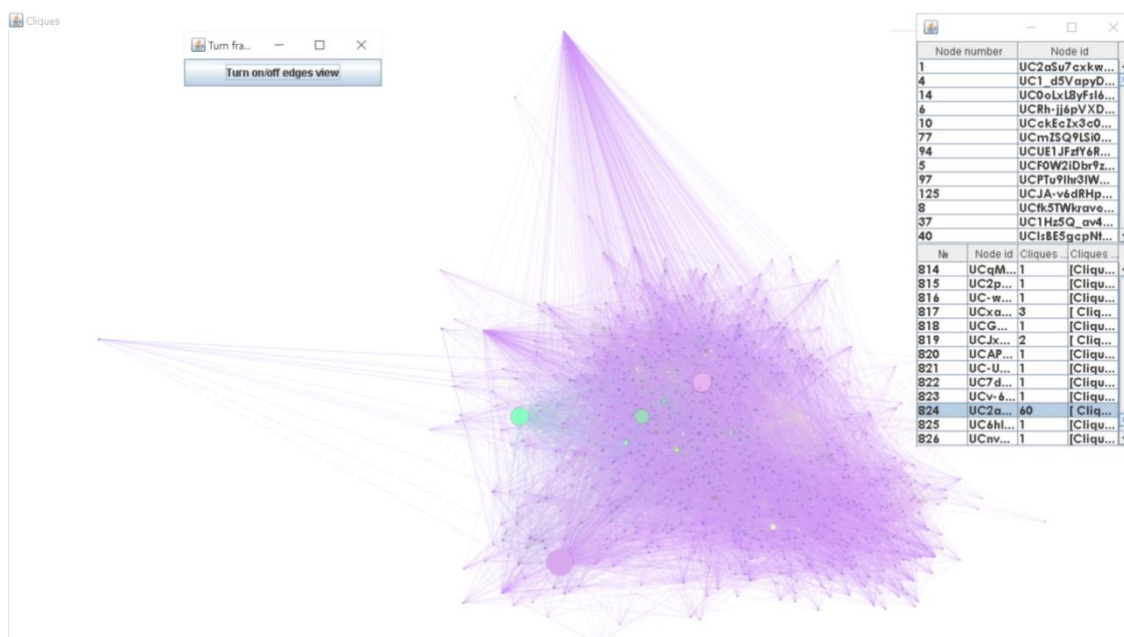 Cliques
Turn fra...
Turn on/off edges view
Node number Node id
1 UC2aSu7cxkw...
4 UC1_d5VapyD...
14 UC0oLxL8yFsl6...
6 UCRh-jj6pVXD...
10 UCckEcZx3c0...
77 UCmZSQ9LSi0...
94 UCUE1JFzfY6R...
5 UCF0W2iDbr9z...
97 UCPTu9Ihr3IW...
125 UCJA-v6dRHp...
8 UCfk5TWkrave...
37 UC1Hz5Q_av4...
40 UClsBE5gcpNt...
№ Node id Cliques ... Cliques ...
814 UCqM... 1 [Cliqu...
815 UC2p... 1 [Cliqu...
816 UC-w... 1 [Cliqu...
817 UCxa... 3 [ Cliq...
818 UCG... 1 [Cliqu...
819 UCJx... 2 [ Cliq...
820 UCAP... 1 [Cliqu...
821 UC-U... 1 [Cliqu...
822 UC7d... 1 [Cliqu...
823 UCv-6... 1 [Cliqu...
824 UC2a... 60 [ Cliq...
825 UC6hl... 1 [Cliqu...
826 UCnv... 1 [Cliqu...